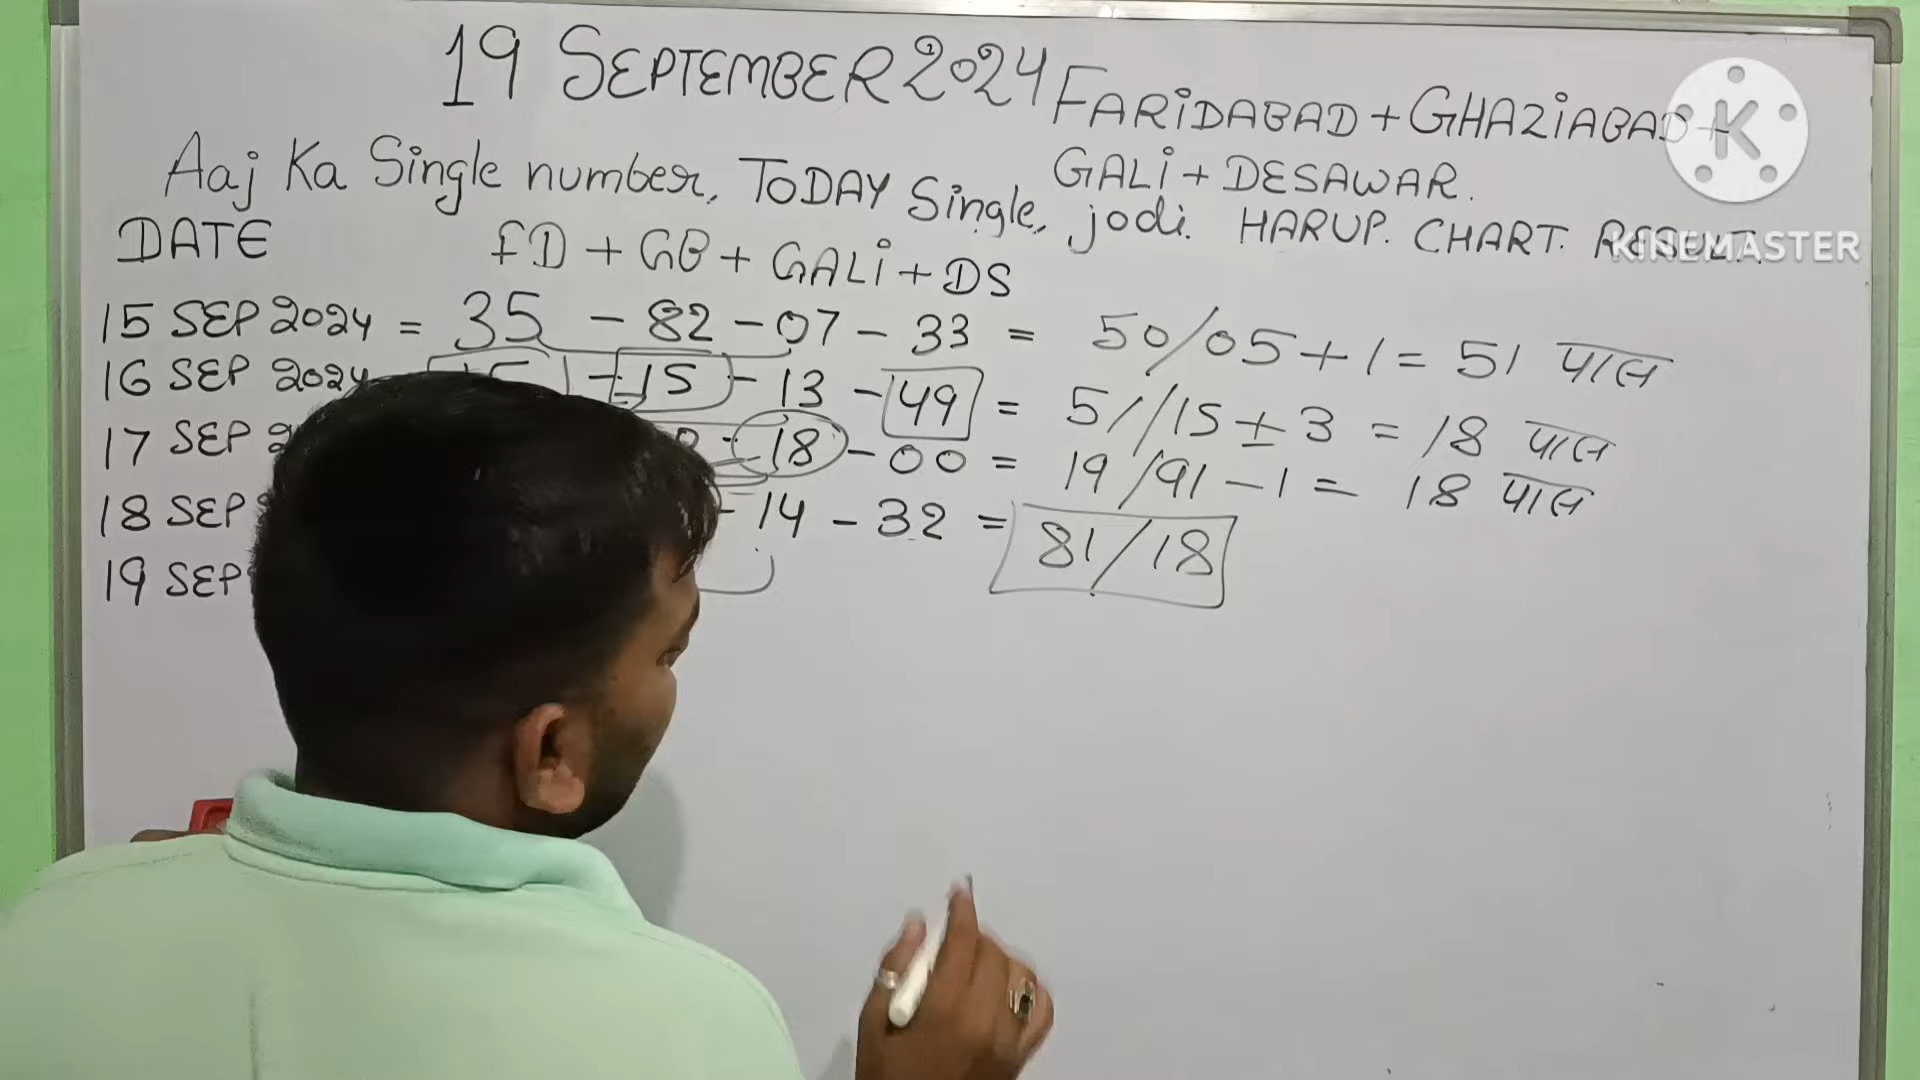 19 SEPTEMBER 2024 FARIDABAD + GHAZIABAD +
GALI + DESAWAR.
Aaj Ka Single number, TODAY Single, jodi. HARUP. CHART. RESULT.
DATE FD + GB + GALI + DS
15 SEP 2024 = 35 - 82 - 07 - 33 = 50/05 + 1 = 51 पास
16 SEP 2024 - 15 - 13 - 49 = 51//15 ± 3 = 18 पास
17 SEP - 18 - 00 = 19/91 - 1 = 18 पास
18 SEP - 14 - 32 = 81/18
19 SEP
K
KINEMASTER